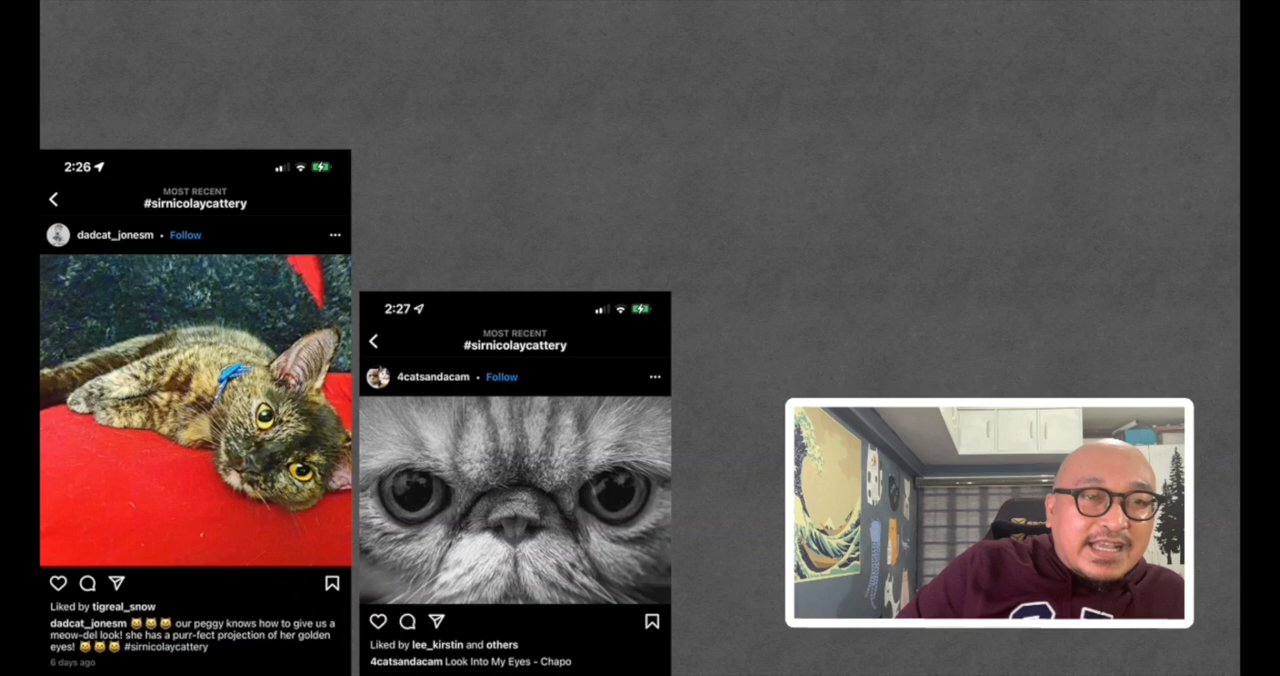 2:26
MOST RECENT
#sirnicolaycattery
dadcat_jonesm • Follow
Liked by tigreal_snow
dadcat_jonesm 😺😺😺 our peggy knows how to give us a
meow-del look! she has a purr-fect projection of her golden
eyes! 😺😺😺 #sirnicolaycattery
6 days ago
2:27
MOST RECENT
#sirnicolaycattery
4catsandacam • Follow
Liked by lee_kirstin and others
4catsandacam Look Into My Eyes - Chapo